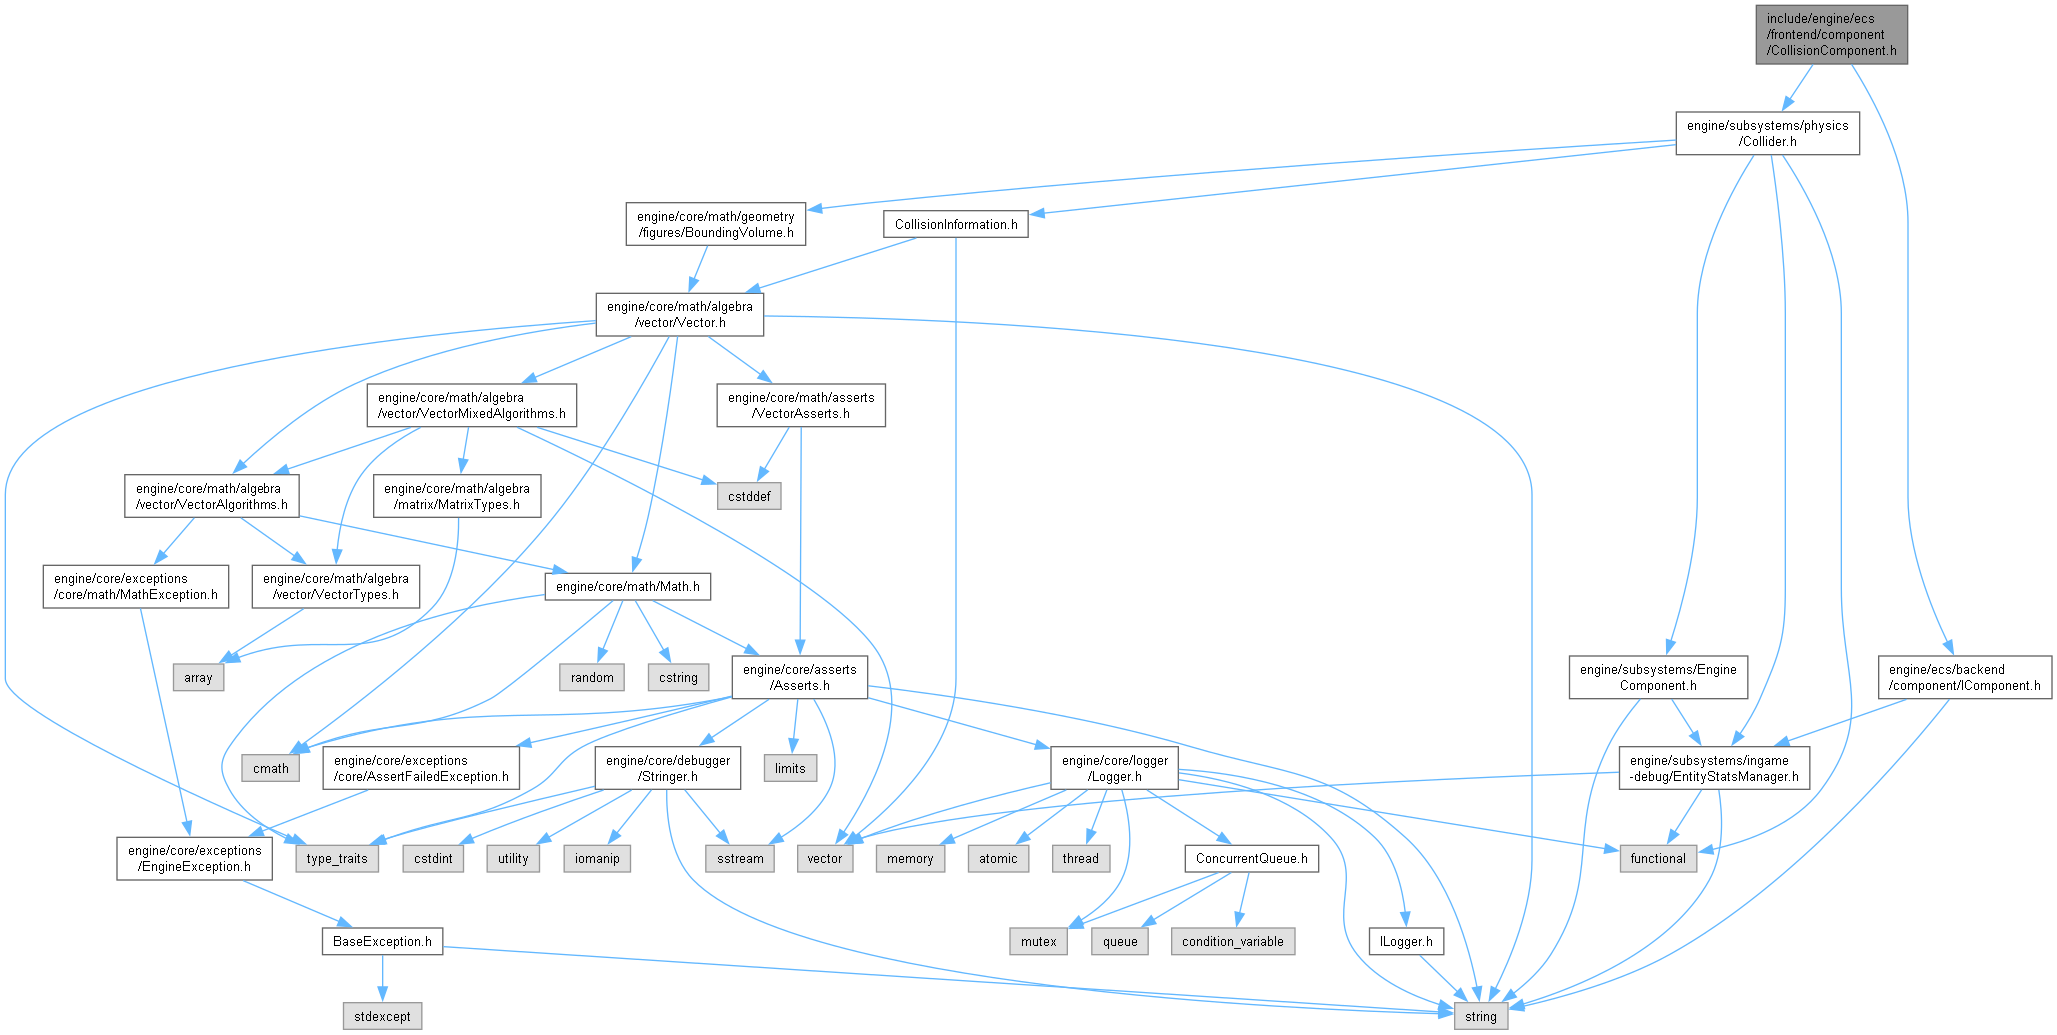 include/engine/ecs
/frontend/component
/CollisionComponent.h
engine/subsystems/physics
/Collider.h
engine/core/math/geometry
/figures/BoundingVolume.h
CollisionInformation.h
engine/core/math/algebra
/vector/Vector.h
engine/core/math/algebra
/vector/VectorMixedAlgorithms.h
engine/core/math/asserts
/VectorAsserts.h
engine/core/math/algebra
/vector/VectorAlgorithms.h
engine/core/math/algebra
/matrix/MatrixTypes.h
cstddef
engine/core/exceptions
/core/math/MathException.h
engine/core/math/algebra
/vector/VectorTypes.h
engine/core/math/Math.h
array
random
cstring
engine/core/asserts
/Asserts.h
engine/subsystems/Engine
Component.h
engine/ecs/backend
/component/IComponent.h
cmath
engine/core/exceptions
/core/AssertFailedException.h
engine/core/debugger
/Stringer.h
limits
engine/core/logger
/Logger.h
engine/subsystems/ingame
-debug/EntityStatsManager.h
engine/core/exceptions
/EngineException.h
type_traits
cstdint
utility
iomanip
sstream
vector
memory
atomic
thread
ConcurrentQueue.h
functional
BaseException.h
mutex
queue
condition_variable
ILogger.h
stdexcept
string